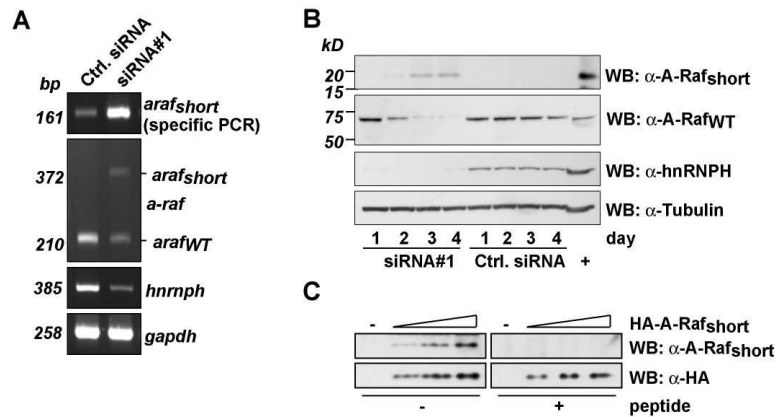 A
bp
Ctrl. siRNA
siRNA#1
161
araf short
(specific PCR)
372
araf short
a-raf
210
araf WT
385
hnrnph
258
gapdh
B
kD
20
15
WB: α-A-Raf short
75
50
WB: α-A-Raf WT
WB: α-hnRNPH
WB: α-Tubulin
1 2 3 4 1 2 3 4 day
siRNA#1 Ctrl. siRNA +
C
- - HA-A-Raf short
WB: α-A-Raf short
WB: α-HA
- + peptide